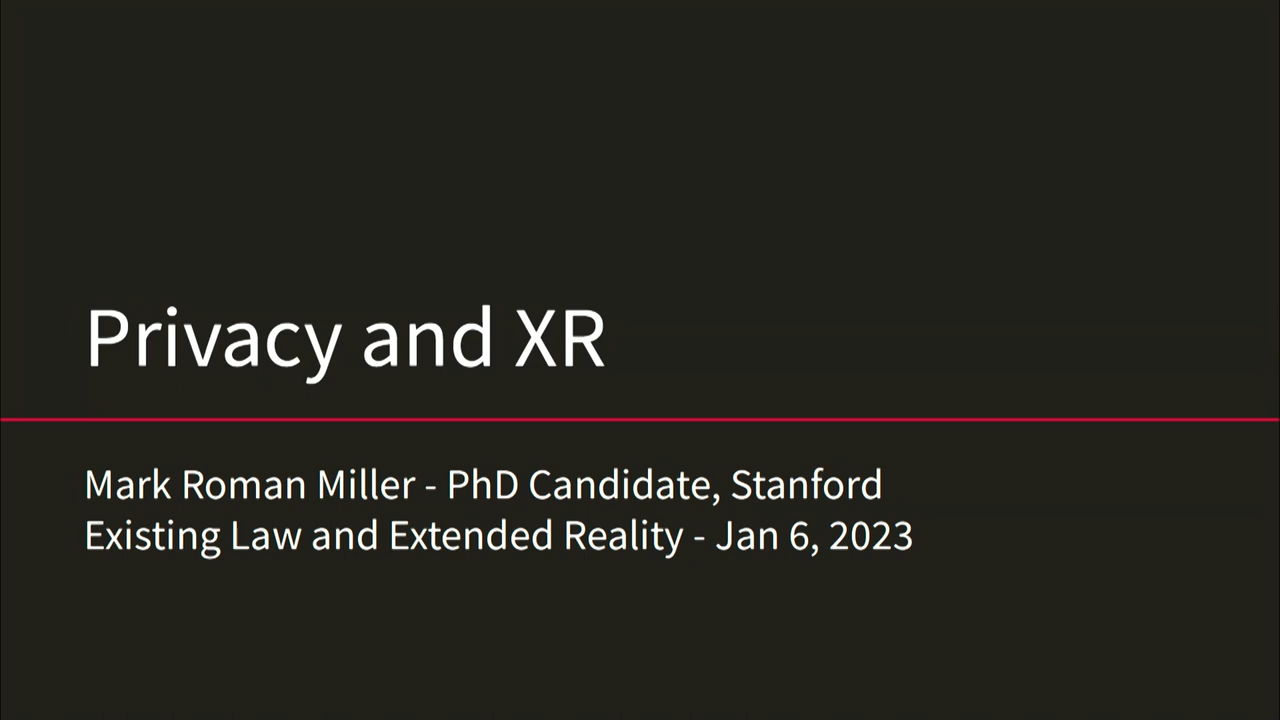 Privacy and XR
Mark Roman Miller - PhD Candidate, Stanford
Existing Law and Extended Reality - Jan 6, 2023